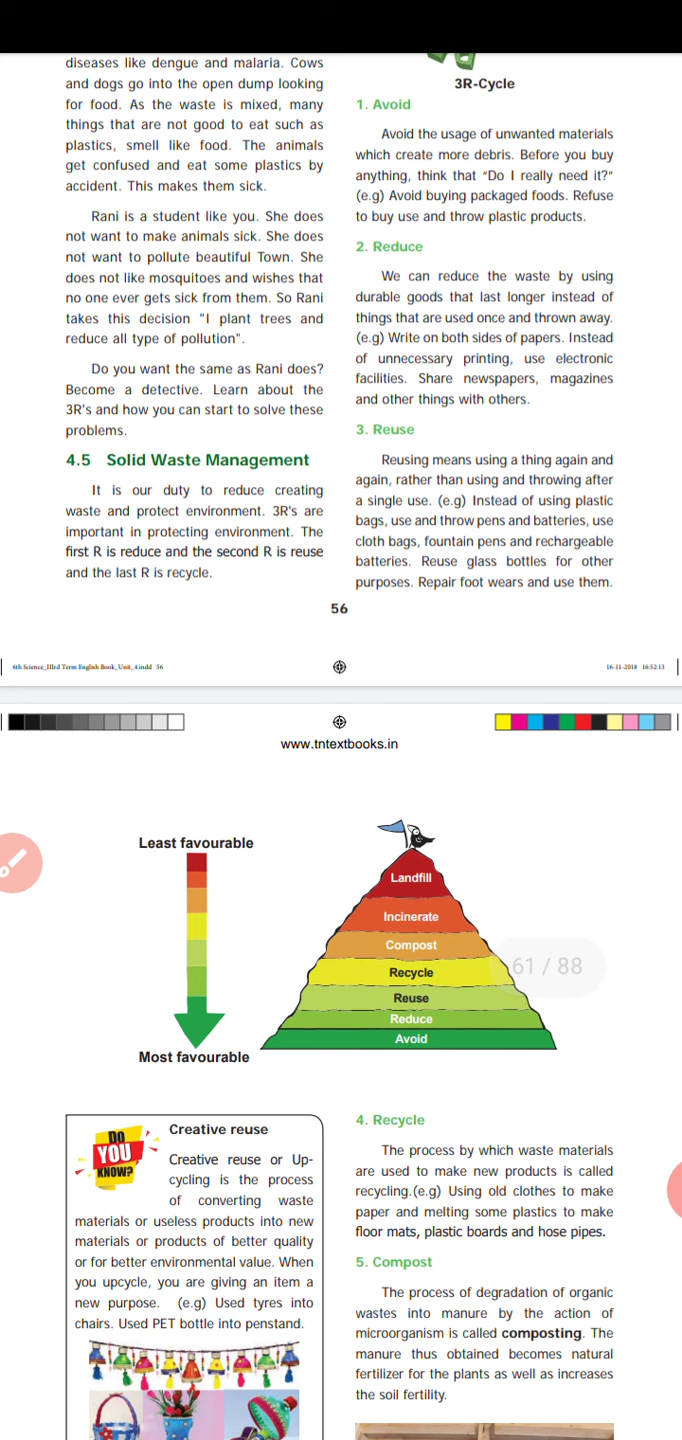 diseases like dengue and malaria. Cows
and dogs go into the open dump looking
for food. As the waste is mixed, many
things that are not good to eat such as
plastics, smell like food. The animals
get confused and eat some plastics by
accident. This makes them sick.
Rani is a student like you. She does
not want to make animals sick. She does
not want to pollute beautiful Town. She
does not like mosquitoes and wishes that
no one ever gets sick from them. So Rani
takes this decision "I plant trees and
reduce all type of pollution".
Do you want the same as Rani does?
Become a detective. Learn about the
3R's and how you can start to solve these
problems.
4.5 Solid Waste Management
It is our duty to reduce creating
waste and protect environment. 3R's are
important in protecting environment. The
first R is reduce and the second R is reuse
and the last R is recycle.
3R-Cycle
1. Avoid
Avoid the usage of unwanted materials
which create more debris. Before you buy
anything, think that “Do I really need it?”
(e.g) Avoid buying packaged foods. Refuse
to buy use and throw plastic products.
2. Reduce
We can reduce the waste by using
durable goods that last longer instead of
things that are used once and thrown away.
(e.g) Write on both sides of papers. Instead
of unnecessary printing, use electronic
facilities. Share newspapers, magazines
and other things with others.
3. Reuse
Reusing means using a thing again and
again, rather than using and throwing after
a single use. (e.g) Instead of using plastic
bags, use and throw pens and batteries, use
cloth bags, fountain pens and rechargeable
batteries. Reuse glass bottles for other
purposes. Repair foot wears and use them.
56
6th Science_IIIrd Term English Book_Unit_4.indd 56
16-11-2018 16:52:13
www.tntextbooks.in
Least favourable
Most favourable
Landfill
Incinerate
Compost
Recycle
Reuse
Reduce
Avoid
61 / 88
DO
YOU
KNOW?
Creative reuse
Creative reuse or Up-
cycling is the process
of converting waste
materials or useless products into new
materials or products of better quality
or for better environmental value. When
you upcycle, you are giving an item a
new purpose. (e.g) Used tyres into
chairs. Used PET bottle into penstand.
4. Recycle
The process by which waste materials
are used to make new products is called
recycling.(e.g) Using old clothes to make
paper and melting some plastics to make
floor mats, plastic boards and hose pipes.
5. Compost
The process of degradation of organic
wastes into manure by the action of
microorganism is called composting. The
manure thus obtained becomes natural
fertilizer for the plants as well as increases
the soil fertility.